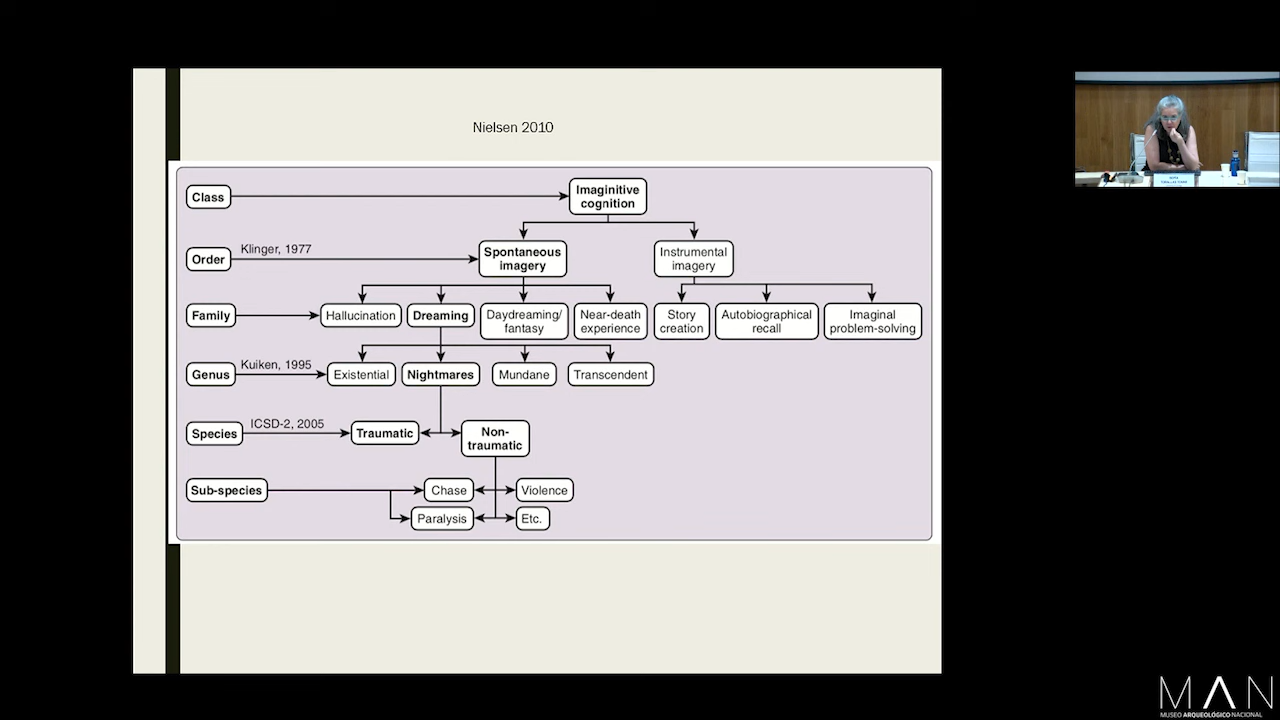 Nielsen 2010
Class
Imaginitive
cognition
Order
Klinger, 1977
Spontaneous
imagery
Instrumental
imagery
Family
Hallucination
Dreaming
Daydreaming/
fantasy
Near-death
experience
Story
creation
Autobiographical
recall
Imaginal
problem-solving
Genus
Kuiken, 1995
Existential
Nightmares
Mundane
Transcendent
Species
ICSD-2, 2005
Traumatic
Non-
traumatic
Sub-species
Chase
Violence
Paralysis
Etc.
MAN
MUSEO ARQUEOLÓGICO NACIONAL